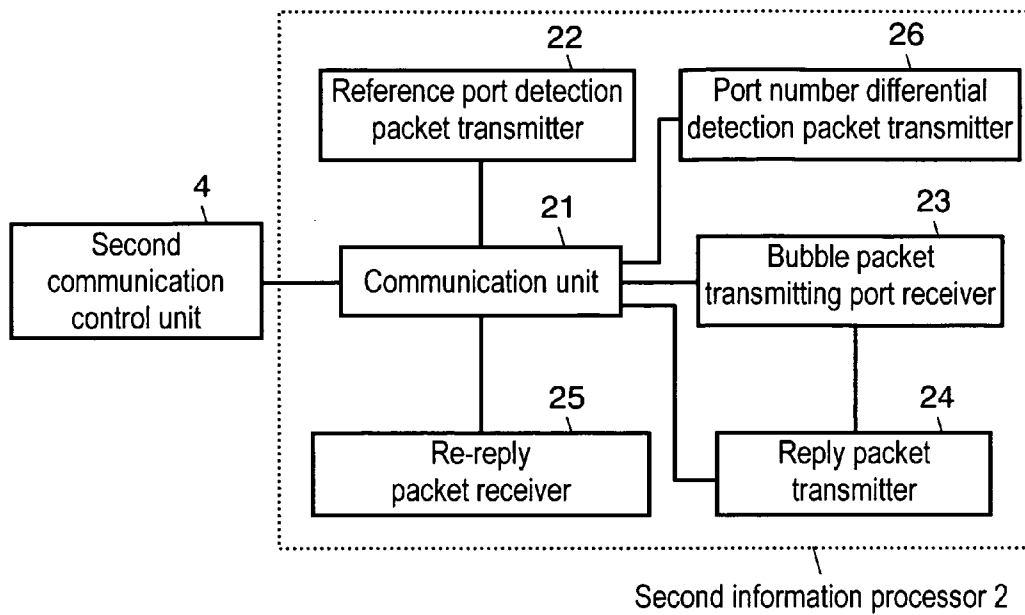 22
Reference port detection
packet transmitter
26
Port number differential
detection packet transmitter
4
Second
communication
control unit
21
Communication unit
23
Bubble packet
transmitting port receiver
25
Re-reply
packet receiver
24
Reply packet
transmitter
Second information processor 2